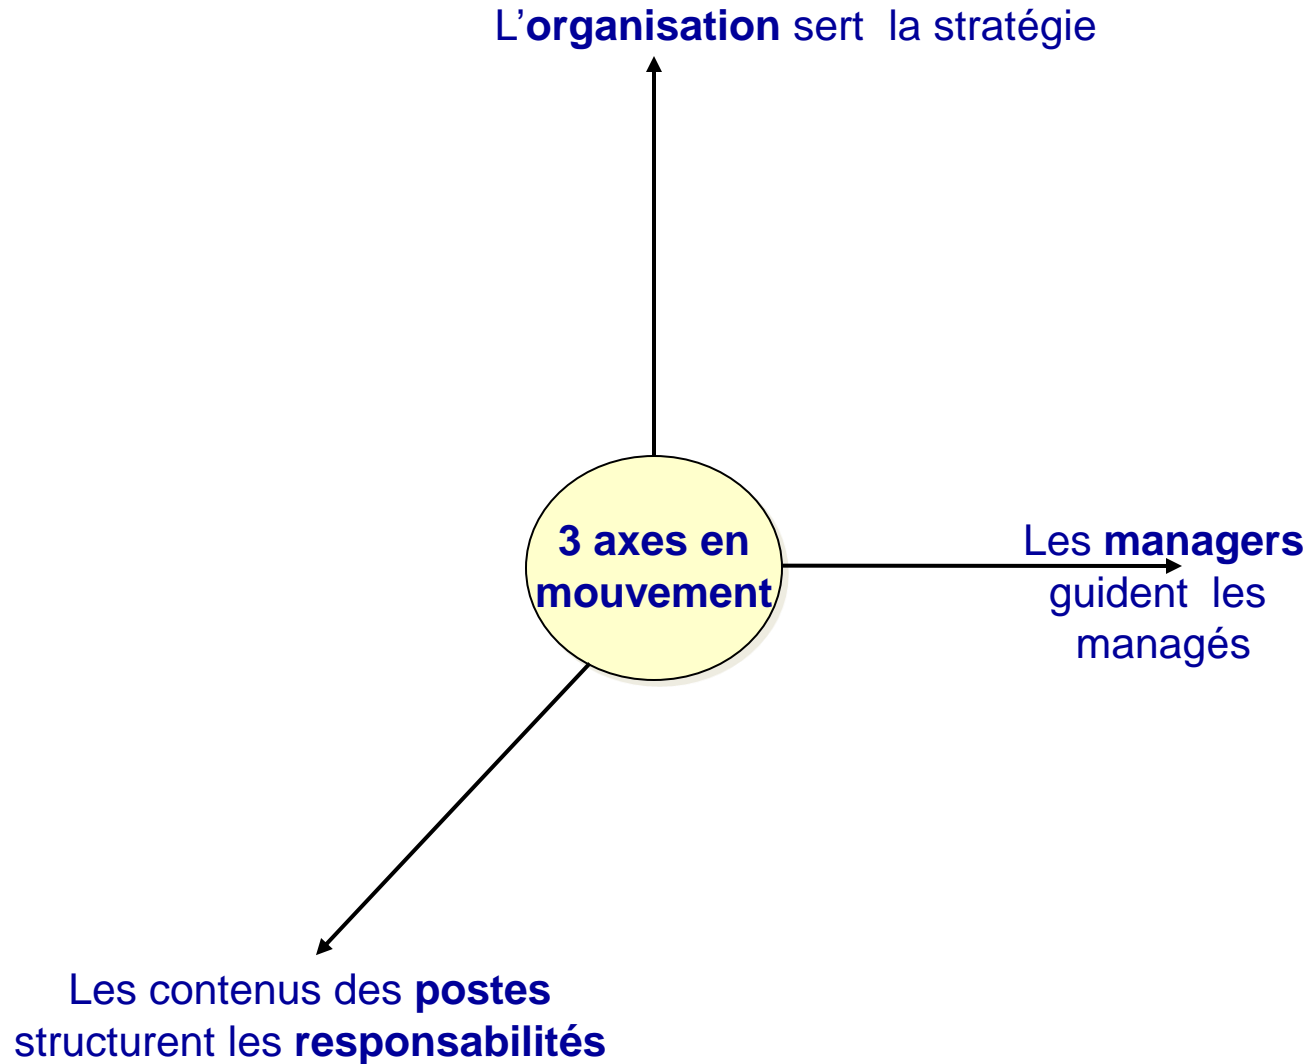 L’organisation sert  la stratégie
3 axes en
mouvement
Les managers
guident  les
managés
Les contenus des postes
structurent les responsabilités